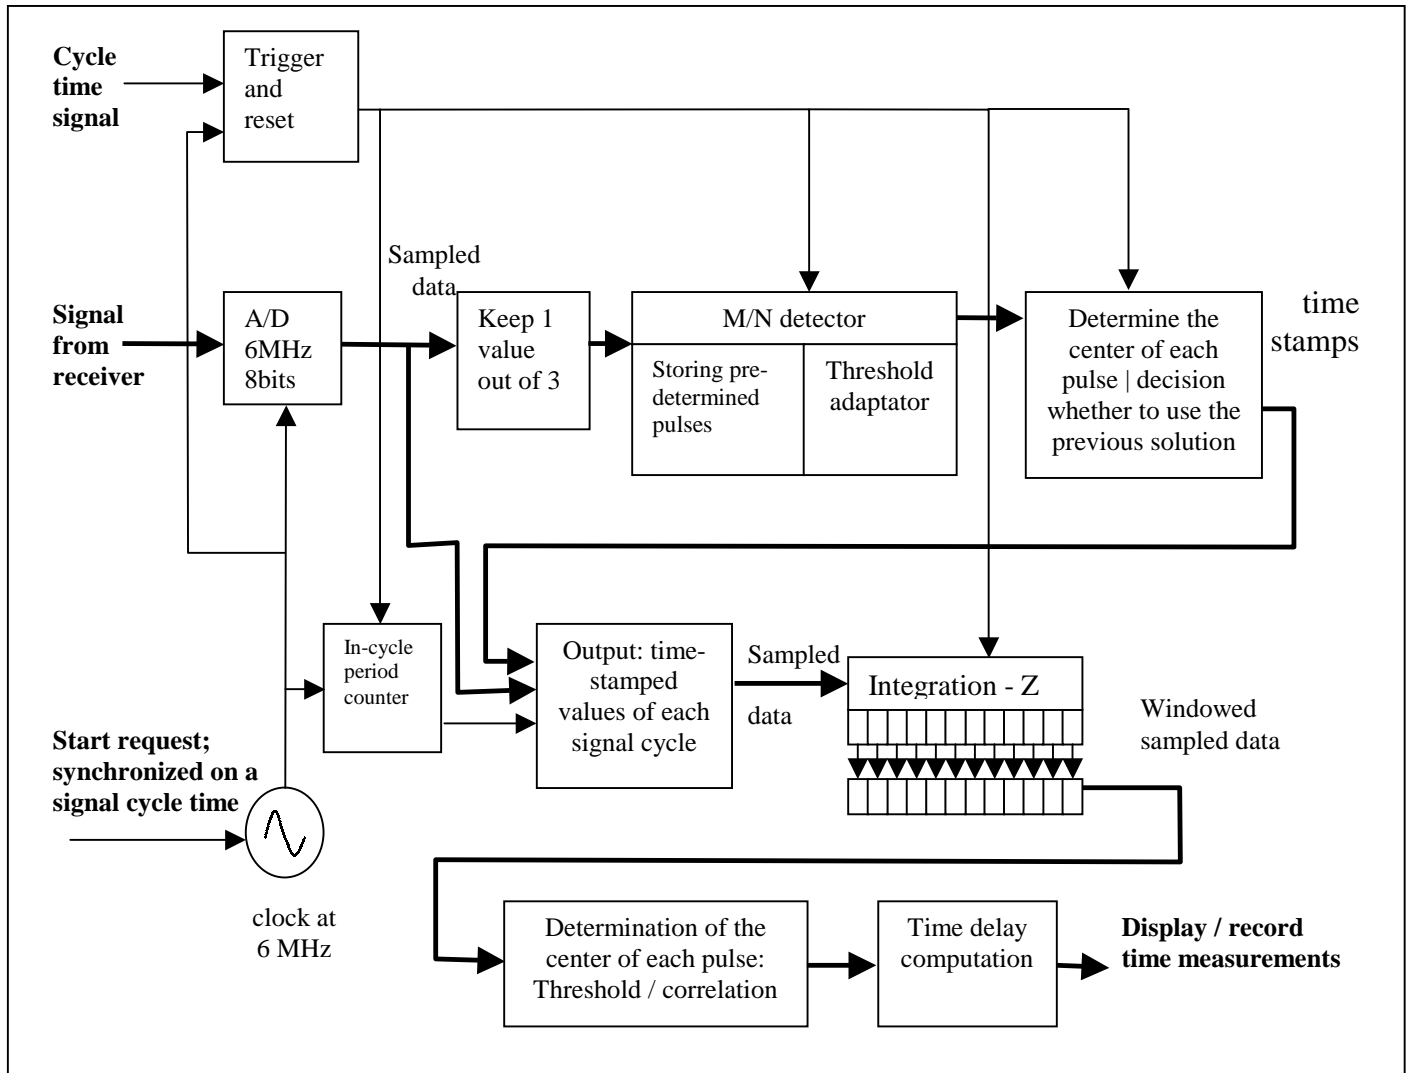 Cycle
time
signal
Trigger
and
reset
Sampled
data
Signal
from
receiver
A/D
6MHz
8bits
Keep 1
value
out of 3
M/N detector
Storing pre-
determined
pulses
Threshold
adaptator
Determine the
center of each
pulse | decision
whether to use the
previous solution
time
stamps
In-cycle
period
counter
Output: time-
stamped
values of each
signal cycle
Sampled
data
Integration - Z
Windowed
sampled data
Start request;
synchronized on a
signal cycle time
clock at
6 MHz
Determination of the
center of each pulse:
Threshold / correlation
Time delay
computation
Display / record
time measurements